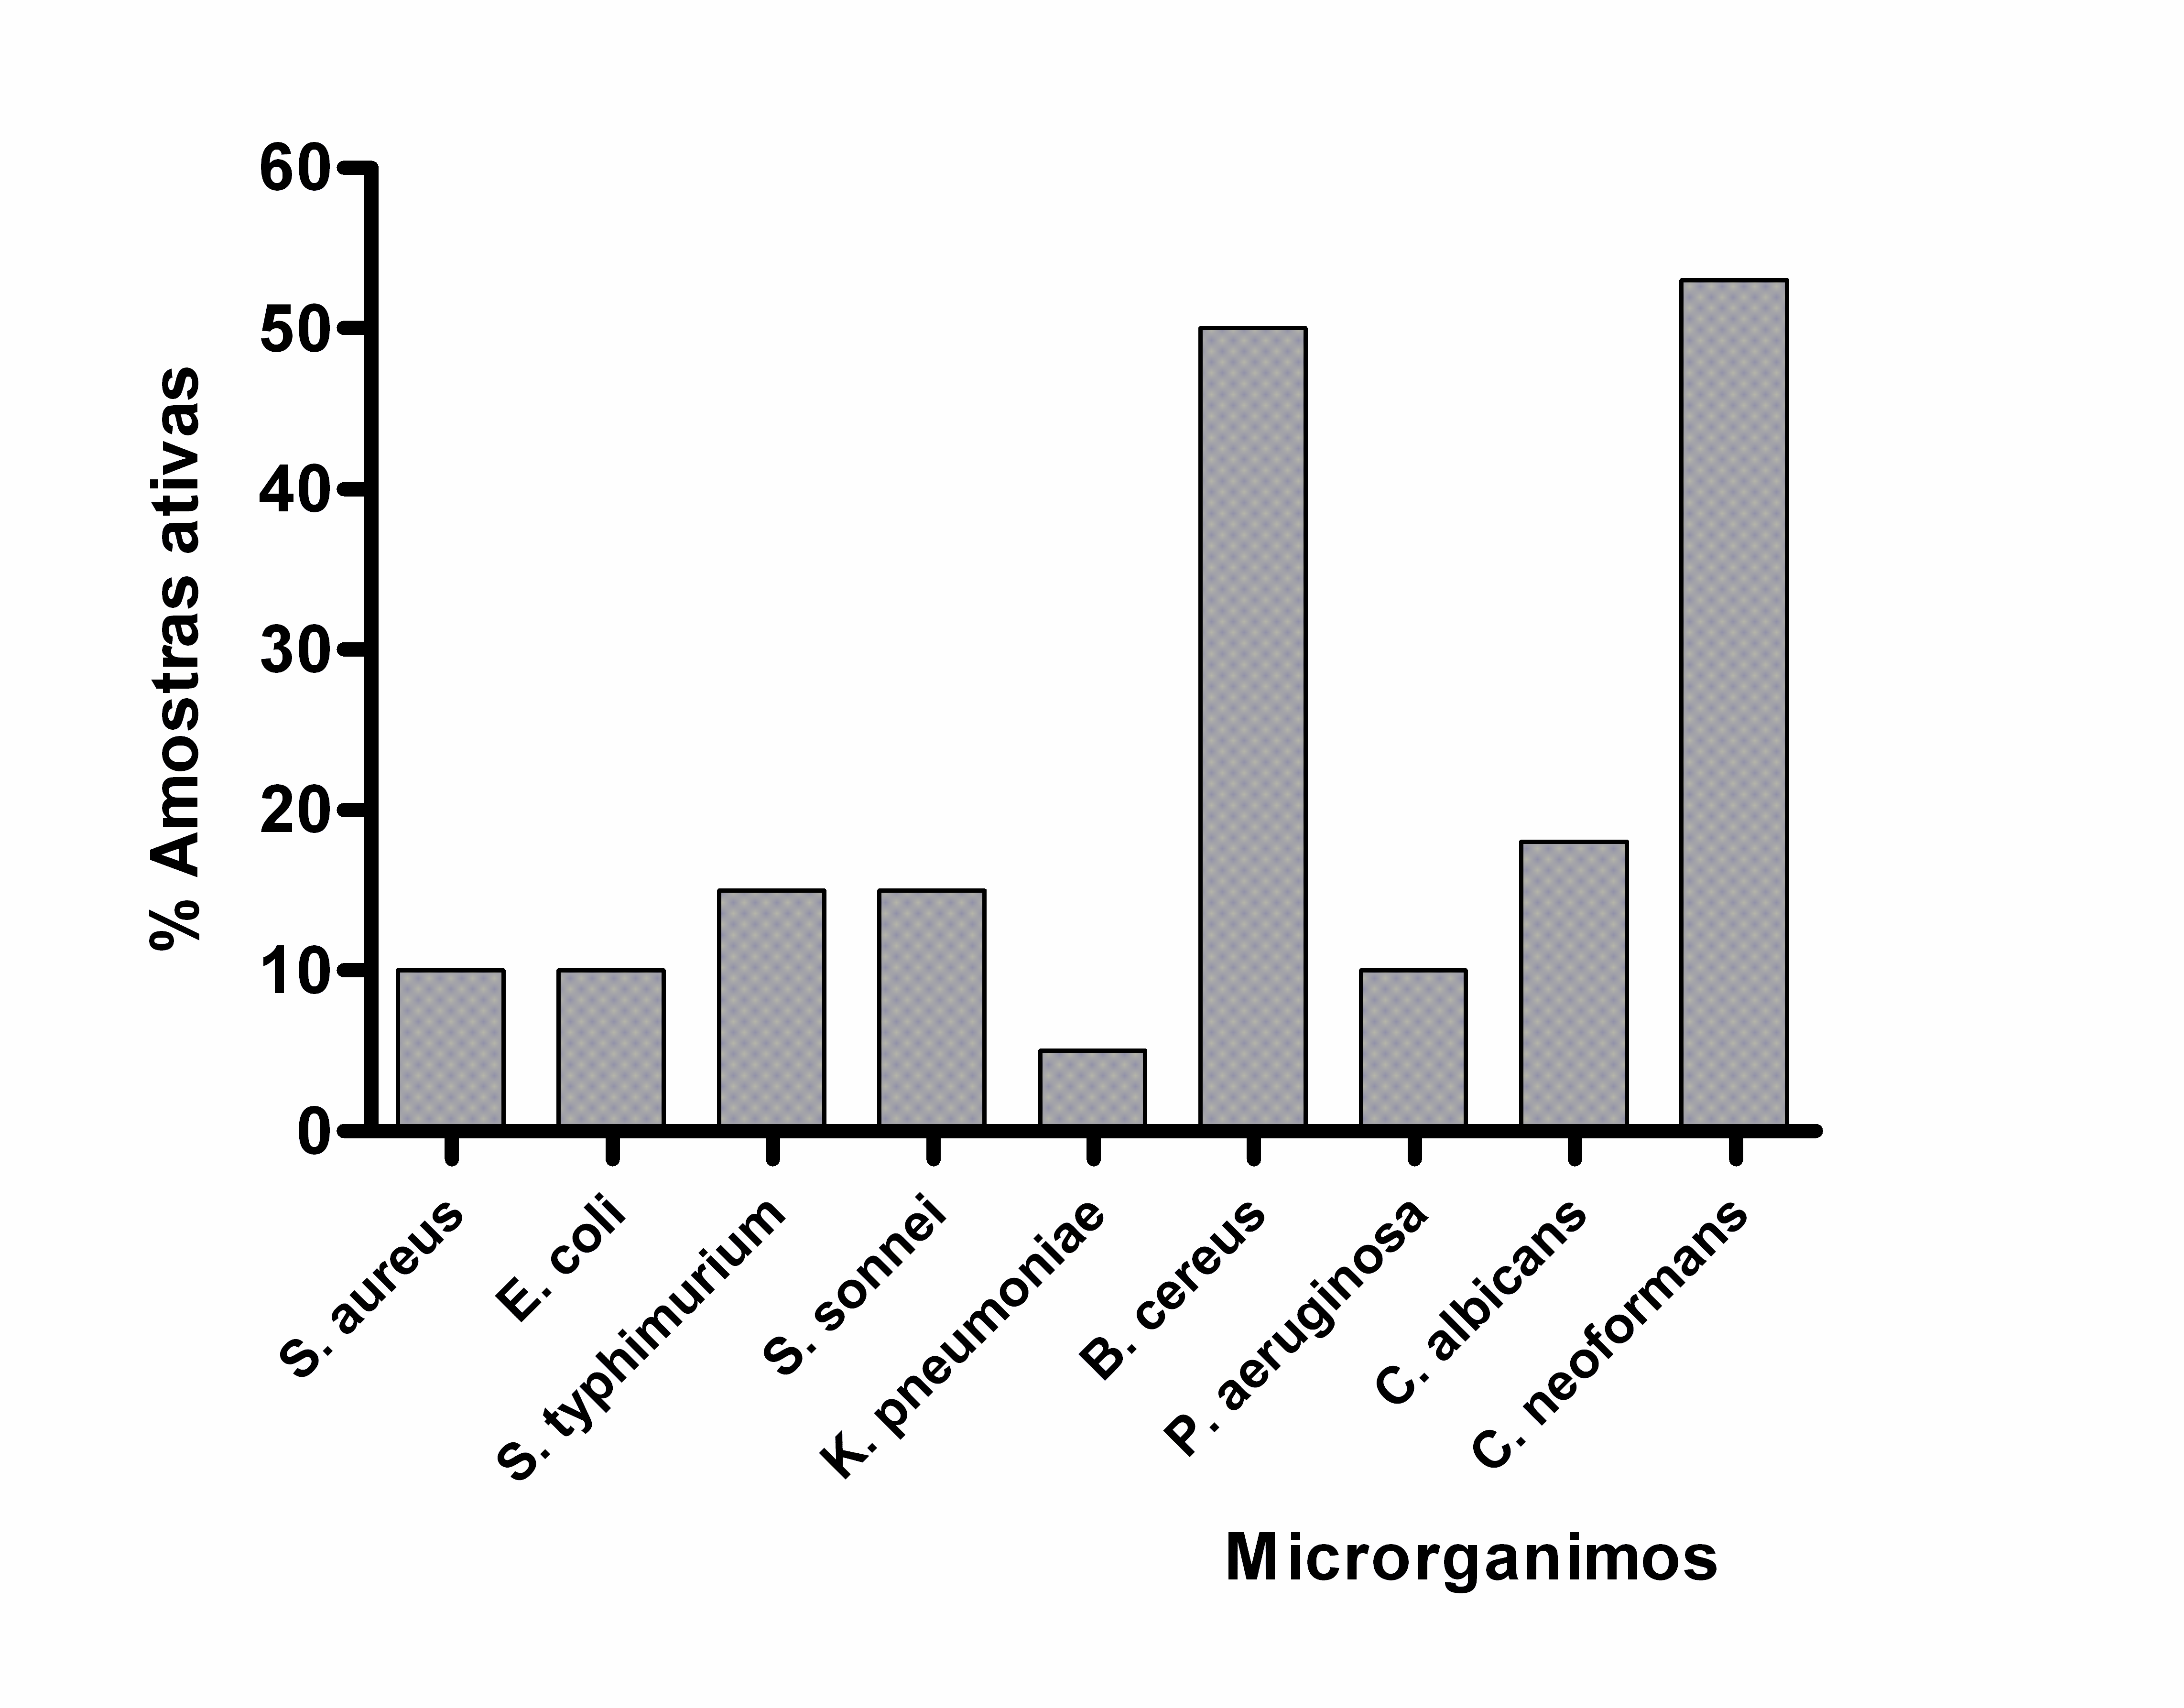 % Amostras ativas
60
50
40
30
20
10
0
S. aureus
E. coli
S. typhimurium
S. sonnei
K. pneumoniae
B. cereus
P. aeruginosa
C. albicans
C. neoformans
Microrganimos